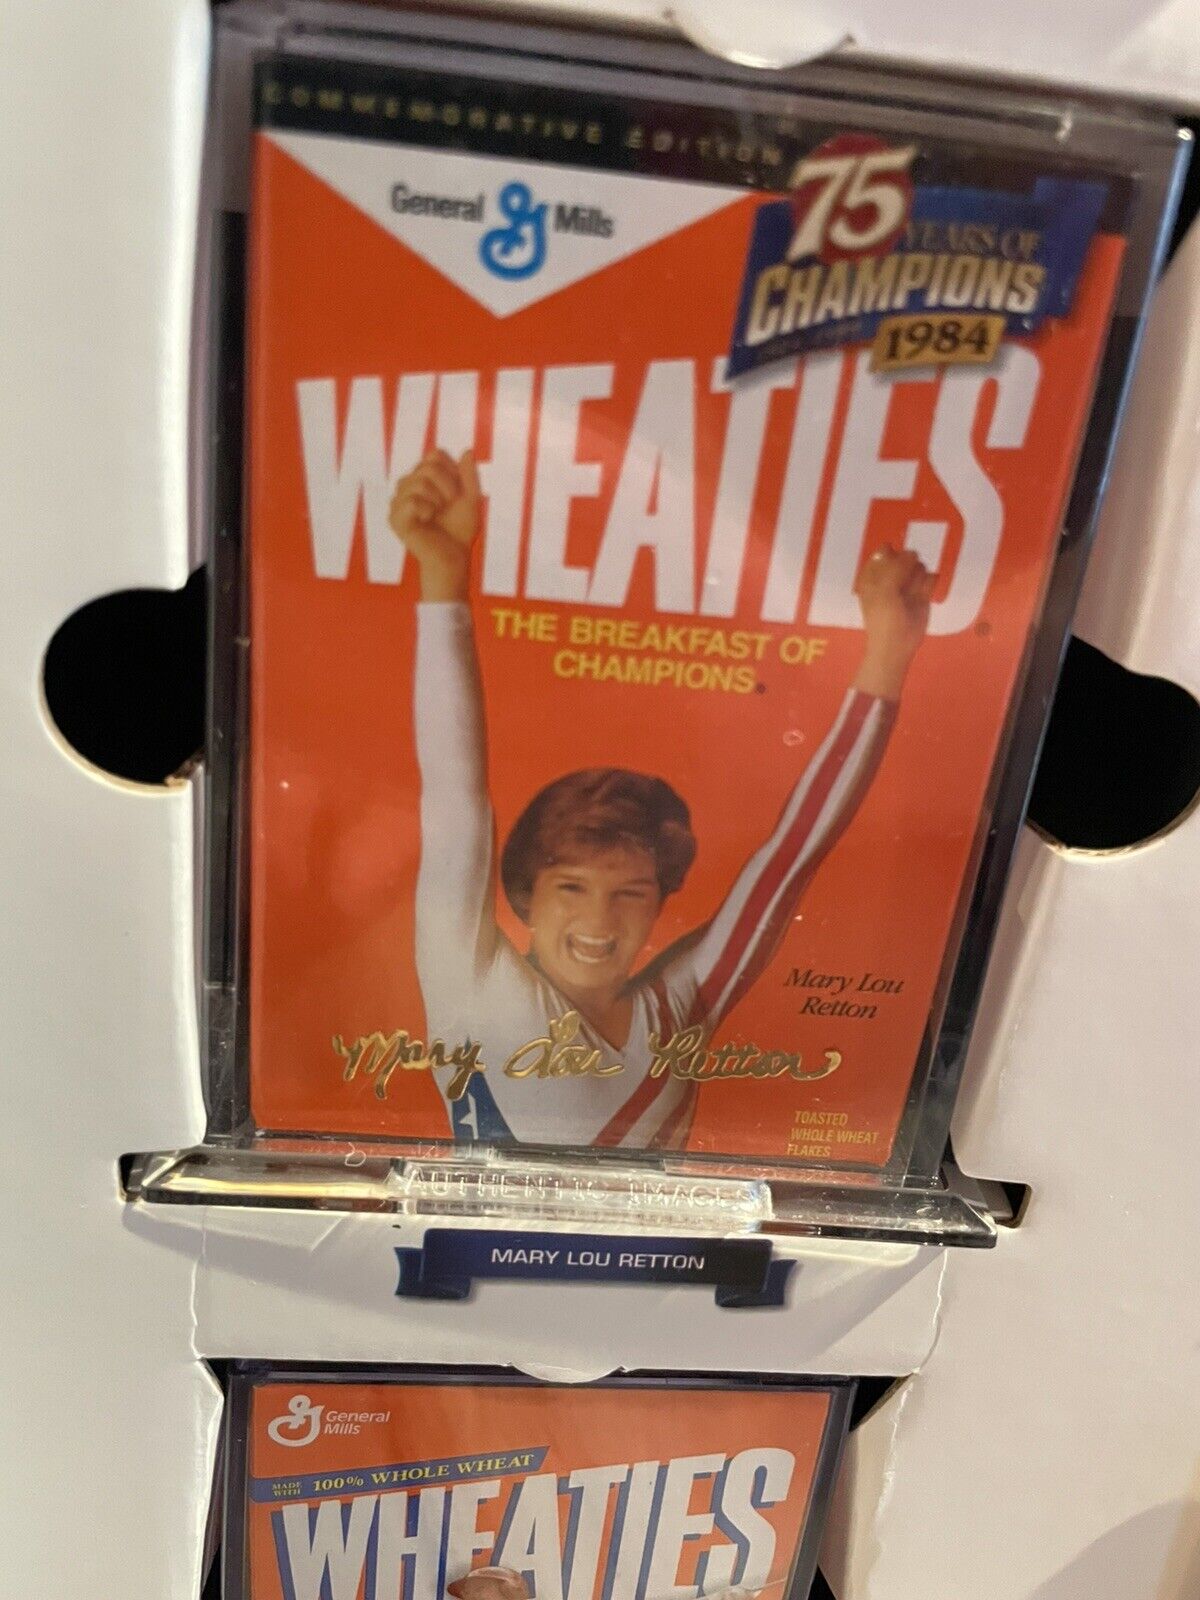 COMMEMORATIVE EDITION
General Mills
75
YEARS OF
CHAMPIONS
1984
WHEATIES®
THE BREAKFAST OF
CHAMPIONS®
Mary Lou
Retton
Mary Lou Retton
TOASTED
WHOLE WHEAT
FLAKES
AUTHENTIC IMAGES
MARY LOU RETTON
General
Mills
MADE
WITH
100% WHOLE WHEAT
WHEATIES